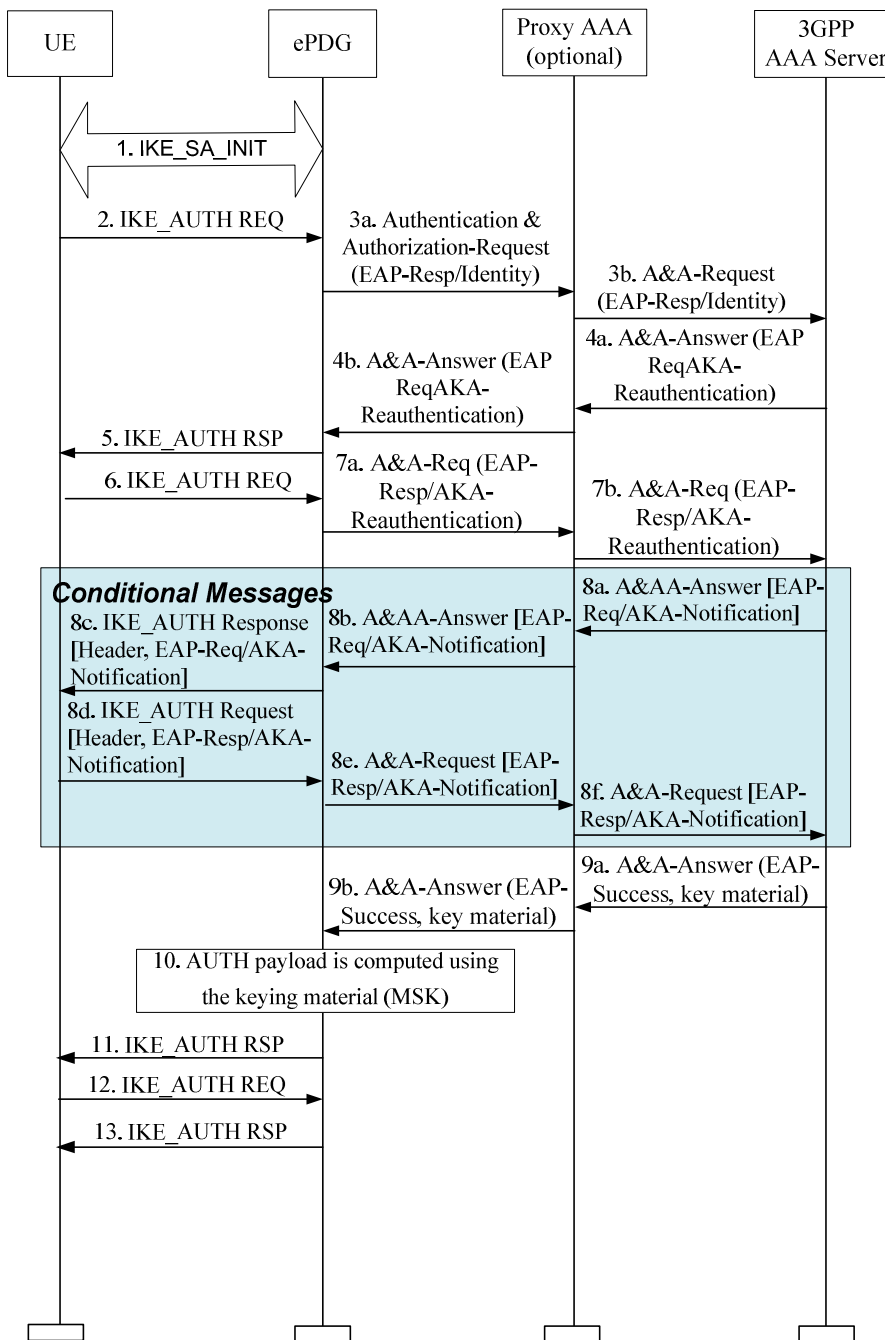 UE
ePDG
Proxy AAA
(optional)
3GPP
AAA Server
1. IKE_SA_INIT
2. IKE_AUTH REQ
3a. Authentication &
Authorization-Request
(EAP-Resp/Identity)
3b. A&A-Request
(EAP-Resp/Identity)
4a. A&A-Answer (EAP
ReqAKA-
Reauthentication)
4b. A&A-Answer (EAP
ReqAKA-
Reauthentication)
5. IKE_AUTH RSP
6. IKE_AUTH REQ
7a. A&A-Req (EAP-
Resp/AKA-
Reauthentication)
7b. A&A-Req (EAP-
Resp/AKA-
Reauthentication)
Conditional Messages
8a. A&AA-Answer [EAP-
Req/AKA-Notification]
8b. A&AA-Answer [EAP-
Req/AKA-Notification]
8c. IKE_AUTH Response
[Header, EAP-Req/AKA-
Notification]
8d. IKE_AUTH Request
[Header, EAP-Resp/AKA-
Notification]
8e. A&A-Request [EAP-
Resp/AKA-Notification]
8f. A&A-Request [EAP-
Resp/AKA-Notification]
9a. A&A-Answer (EAP-
Success, key material)
9b. A&A-Answer (EAP-
Success, key material)
10. AUTH payload is computed using
the keying material (MSK)
11. IKE_AUTH RSP
12. IKE_AUTH REQ
13. IKE_AUTH RSP